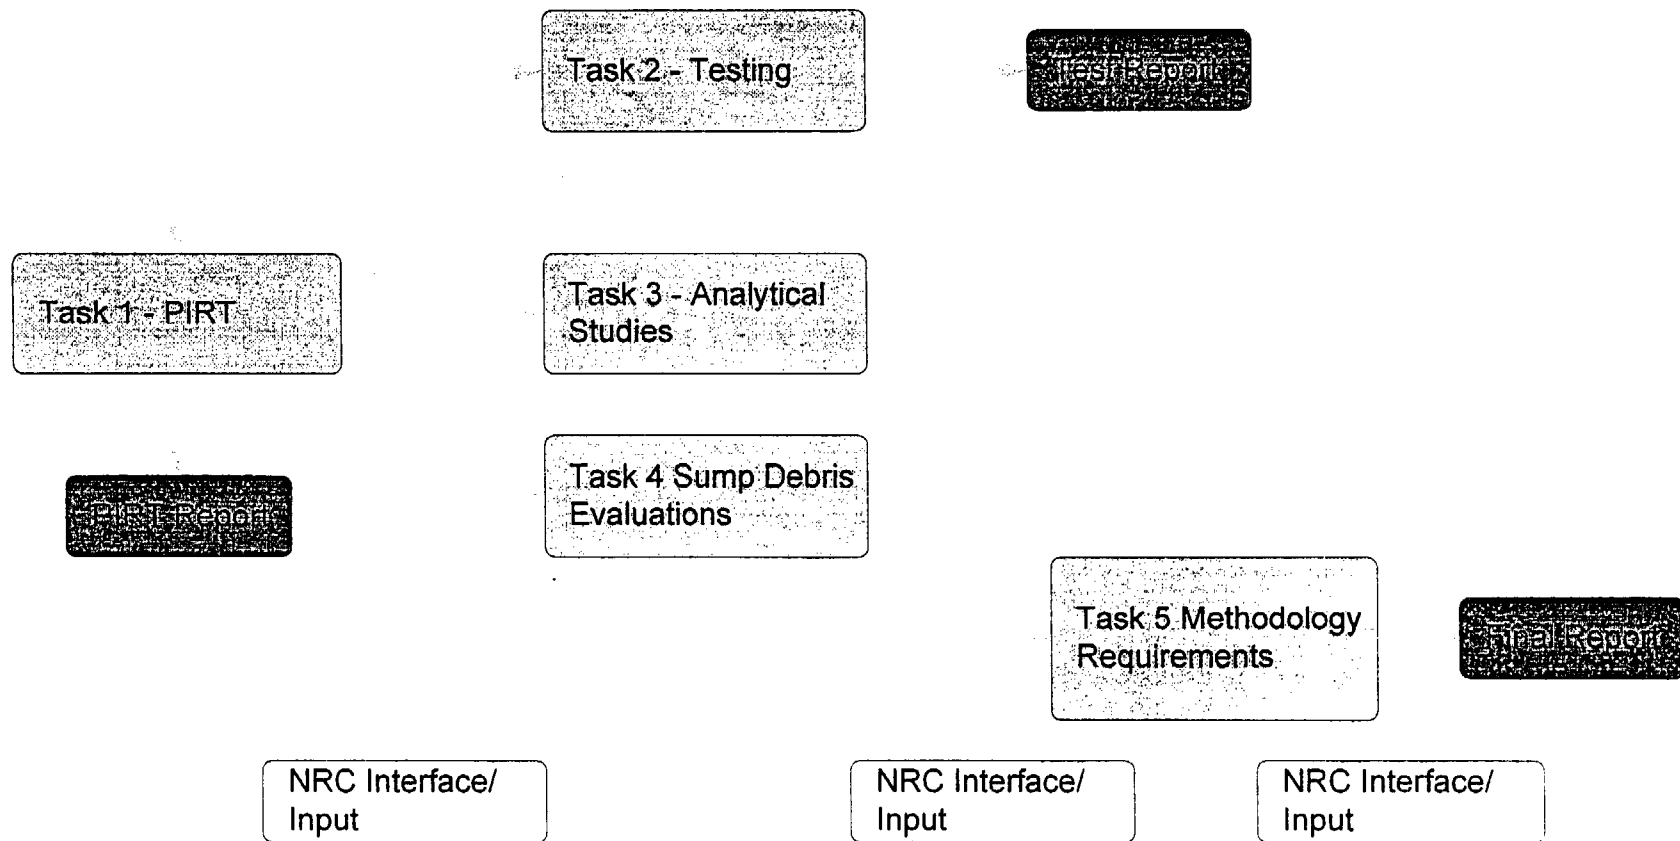 Task 2 - Testing
Test Report
Task 1 - PIRT
Task 3 - Analytical
Studies
PIRT Report
Task 4 Sump Debris
Evaluations
Task 5 Methodology
Requirements
Final Report
NRC Interface/
Input
NRC Interface/
Input
NRC Interface/
Input